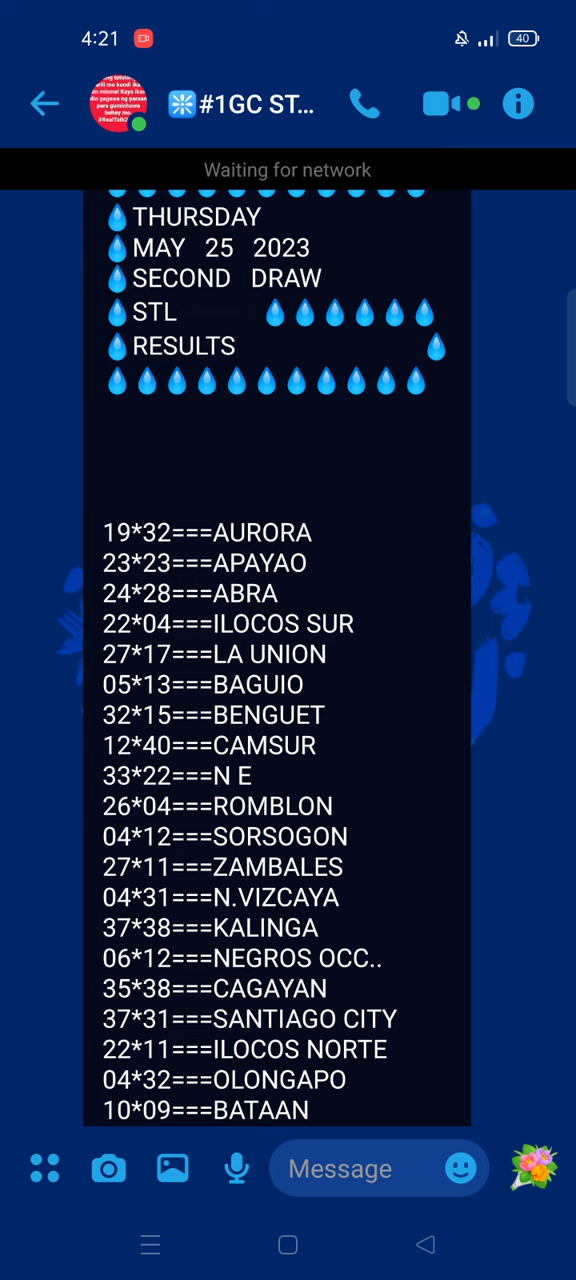 4:21
40
#1GC ST...
Waiting for network
THURSDAY
MAY 25 2023
SECOND DRAW
STL
RESULTS
19*32===AURORA
23*23===APAYAO
24*28===ABRA
22*04===ILOCOS SUR
27*17===LA UNION
05*13===BAGUIO
32*15===BENGUET
12*40===CAMSUR
33*22===N E
26*04===ROMBLON
04*12===SORSOGON
27*11===ZAMBALES
04*31===N.VIZCAYA
37*38===KALINGA
06*12===NEGROS OCC..
35*38===CAGAYAN
37*31===SANTIAGO CITY
22*11===ILOCOS NORTE
04*32===OLONGAPO
10*09===BATAAN
Message